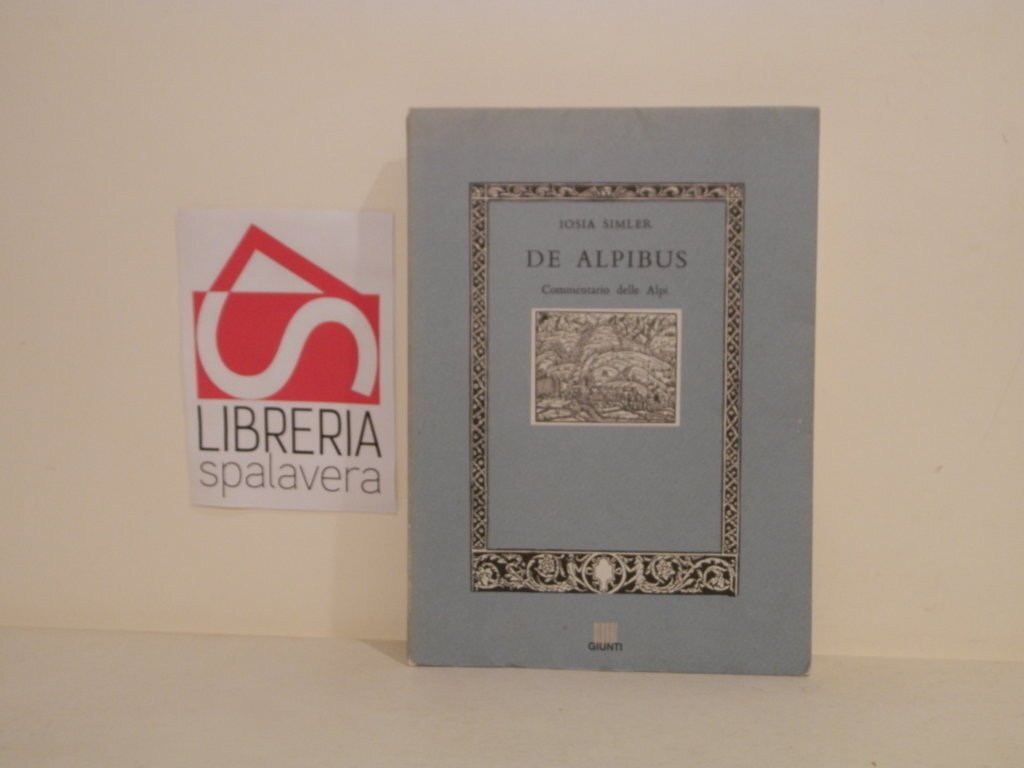 LIBRERIA
spalavera
IOSIA SIMLER
DE ALPIBUS
Commentario delle Alpi
GIUNTI